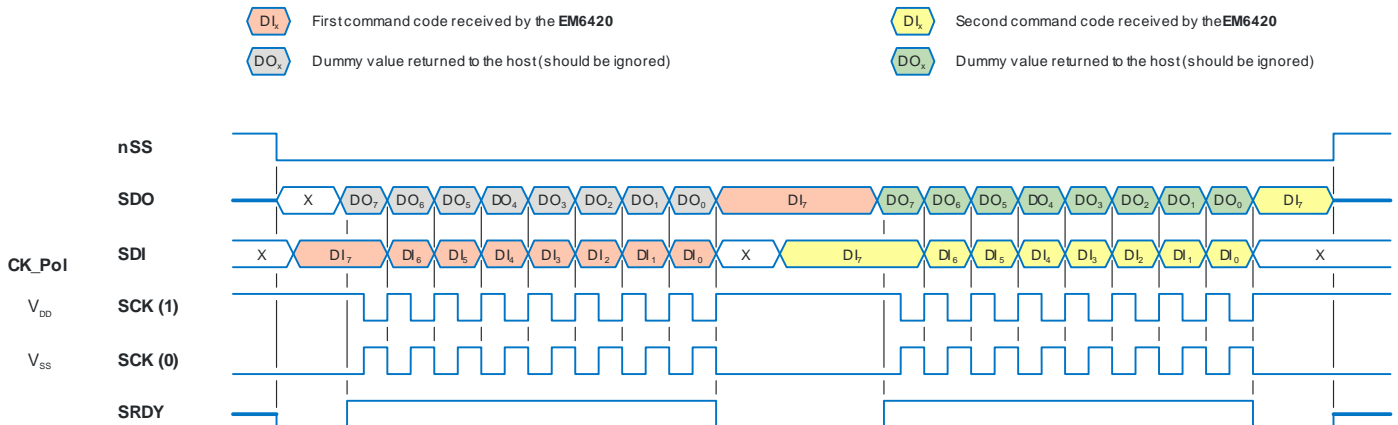 DIₓ First command code received by the EM6420 DIₓ Second command code received by theEM6420
DOₓ Dummy value returned to the host (should be ignored) DOₓ Dummy value returned to the host (should be ignored)
nSS
SDO X DO₇ DO₆ DO₅ DO₄ DO₃ DO₂ DO₁ DO₀ DI₇ DO₇ DO₆ DO₅ DO₄ DO₃ DO₂ DO₁ DO₀ DI₇
SDI X DI₇ DI₆ DI₅ DI₄ DI₃ DI₂ DI₁ DI₀ X DI₇ DI₆ DI₅ DI₄ DI₃ DI₂ DI₁ DI₀ X
CK_Pol
V_DD SCK (1)
V_SS SCK (0)
SRDY